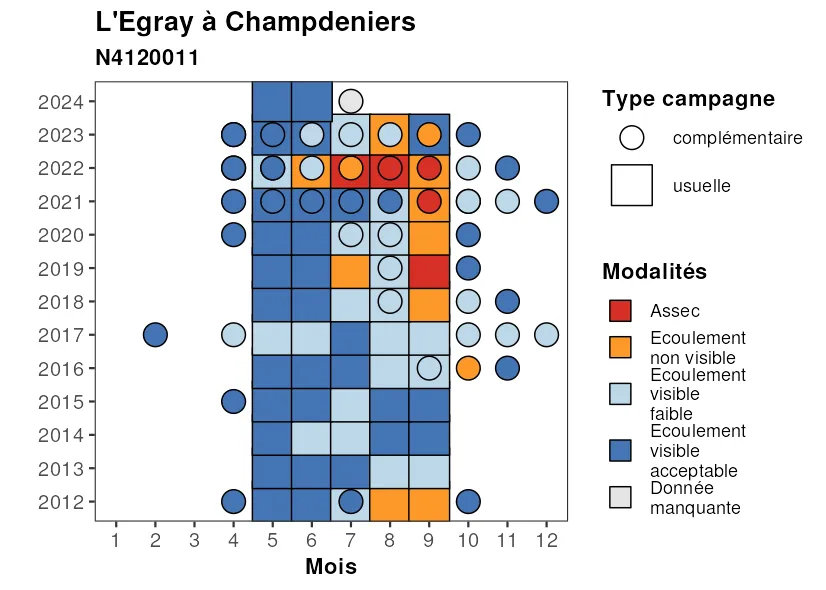 L'Egray à Champdeniers
N4120011
2024
2023
2022
2021
2020
2019
2018
2017
2016
2015
2014
2013
2012
1 2 3 4 5 6 7 8 9 10 11 12
Mois
Type campagne
complémentaire
usuelle
Modalités
Assec
Ecoulement
non visible
Ecoulement
visible
faible
Ecoulement
visible
acceptable
Donnée
manquante